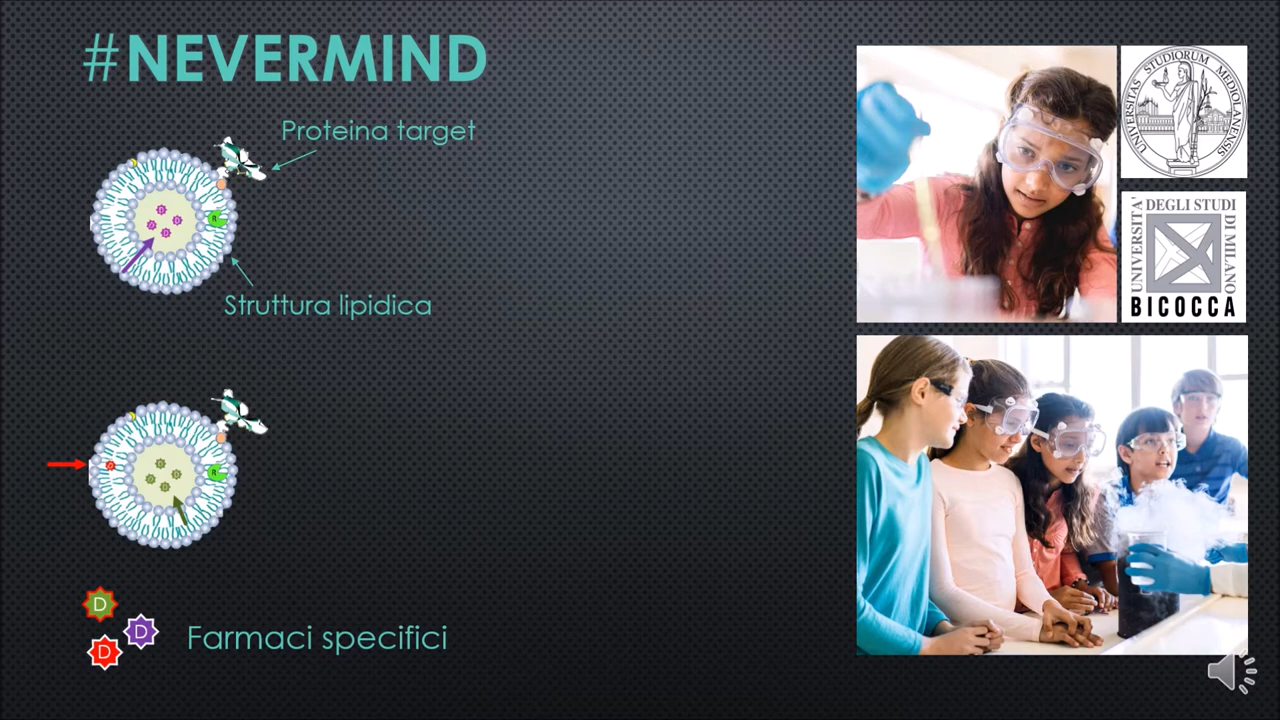 #NEVERMIND
Proteina target
R
Struttura lipidica
R
D
D
D
Farmaci specifici
UNIVERSITAS STUDIORUM MEDIOLANENSIS
UNIVERSITA' DEGLI STUDI DI MILANO
BICOCCA